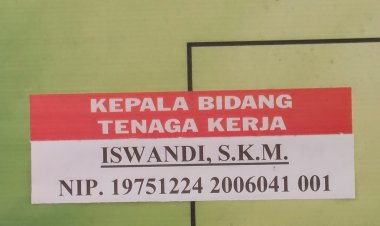 KEPALA BIDANG
TENAGA KERJA
ISWANDI, S.K.M.
NIP. 19751224 2006041 001